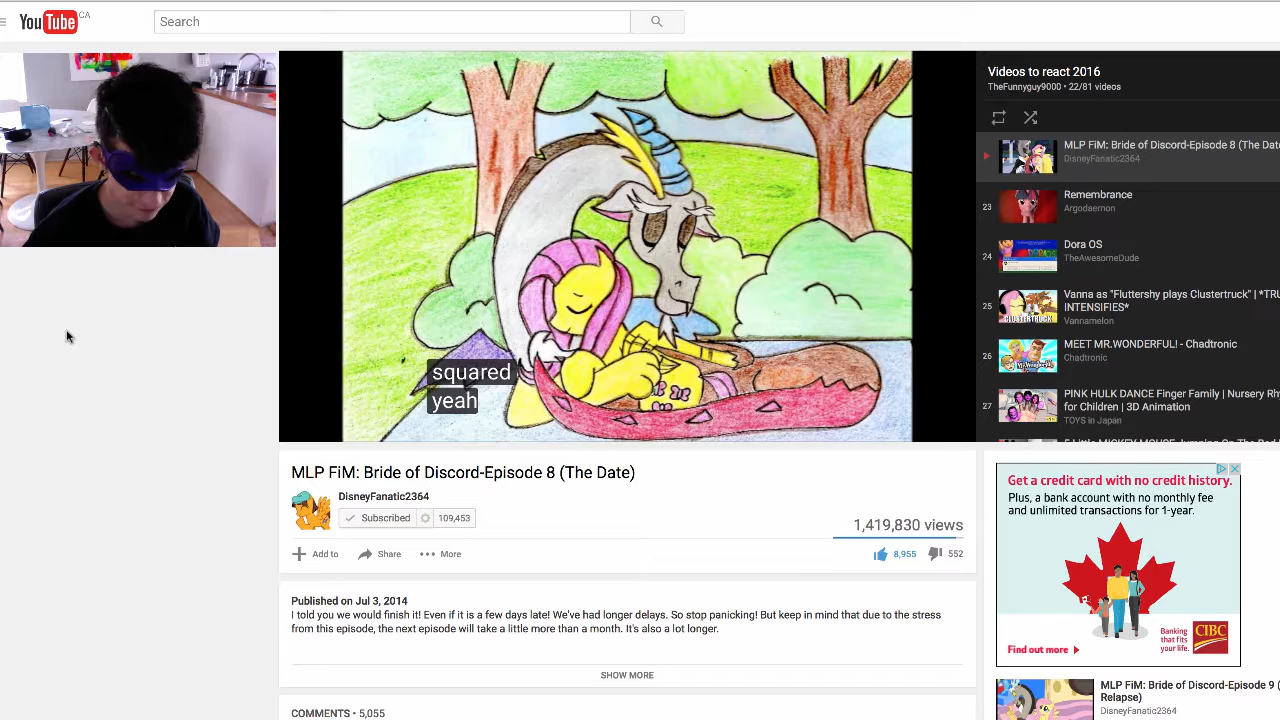 YouTube CA
Search
squared
yeah
Videos to react 2016
TheFunnyguy9000 • 22/81 videos
MLP FiM: Bride of Discord-Episode 8 (The Date
DisneyFanatic2364
23
Remembrance
Argodaemon
24
Dora OS
TheAwesomeDude
25
Vanna as "Fluttershy plays Clustertruck" | *TRU
INTENSIFIES*
Vannamelon
26
MEET MR.WONDERFUL! - Chadtronic
Chadtronic
27
PINK HULK DANCE Finger Family | Nursery Rhy
for Children | 3D Animation
TOYS in Japan
MLP FiM: Bride of Discord-Episode 8 (The Date)
DisneyFanatic2364
Subscribed 109,453
1,419,830 views
Add to Share More
8,955 552
Published on Jul 3, 2014
I told you we would finish it! Even if it is a few days late! We've had longer delays. So stop panicking! But keep in mind that due to the stress
from this episode, the next episode will take a little more than a month. It's also a lot longer.
SHOW MORE
COMMENTS • 5,055
Get a credit card with no credit history.
Plus, a bank account with no monthly fee
and unlimited transactions for 1-year.
Find out more
Banking
that fits
your life.
CIBC
MLP FiM: Bride of Discord-Episode 9 (
Relapse)
DisneyFanatic2364